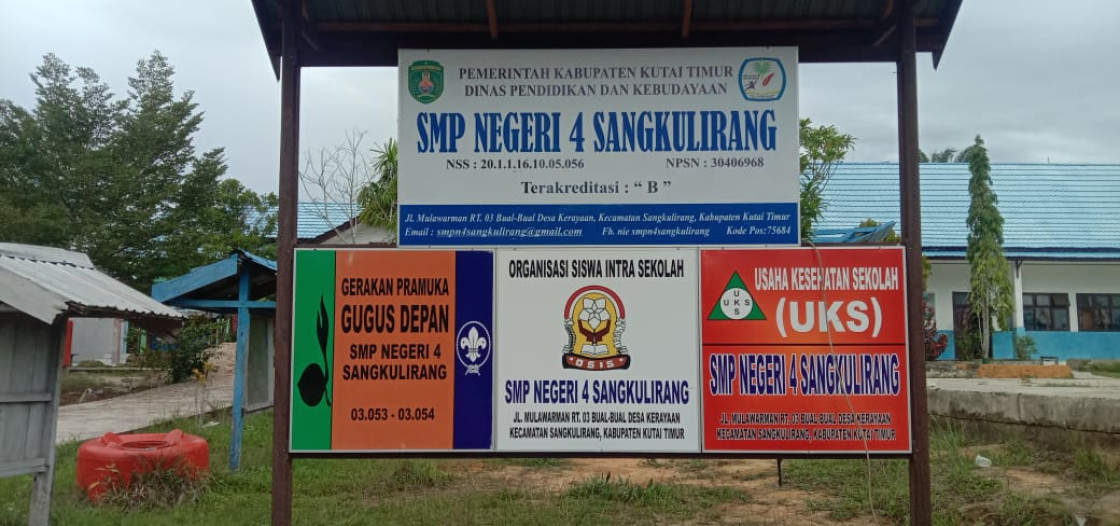 PEMERINTAH KABUPATEN KUTAI TIMUR
DINAS PENDIDIKAN DAN KEBUDAYAAN
SMP NEGERI 4 SANGKULIRANG
NSS : 20.1.1.16.10.05.056 NPSN : 30406968
Terakreditasi : “ B ”
JL. Mulawarman RT. 03 Bual-Bual Desa Kerayaan, Kecamatan Sangkulirang, Kabupaten Kutai Timur
Email : smpn4sangkulirang@gmail.com Fb. nie smpn4sangkulirang Kode Pos:75684
GERAKAN PRAMUKA
GUGUS DEPAN
SMP NEGERI 4
SANGKULIRANG
03.053 - 03.054
ORGANISASI SISWA INTRA SEKOLAH
OSIS
SMP NEGERI 4 SANGKULIRANG
JL. MULAWARMAN RT. 03 BUAL-BUAL DESA KERAYAAN
KECAMATAN SANGKULIRANG, KABUPATEN KUTAI TIMUR
USAHA KESEHATAN SEKOLAH
(UKS)
U
UKS
S
SMP NEGERI 4 SANGKULIRANG
JL. MULAWARMAN RT. 03 BUAL BUAL DESA KERAYAAN
KECAMATAN SANGKULIRANG, KABUPATEN KUTAI TIMUR